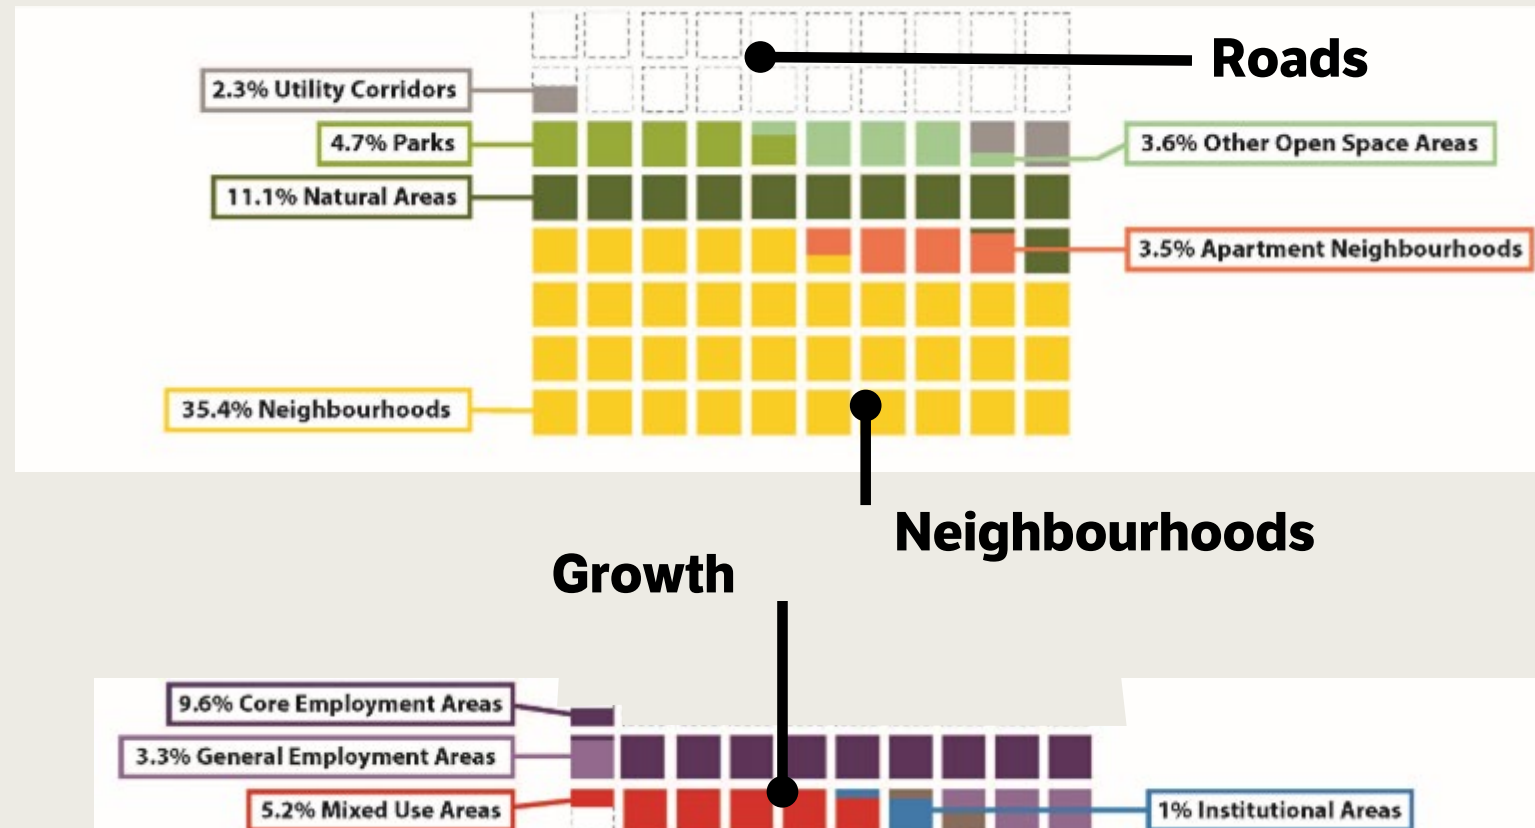 Roads
2.3% Utility Corridors
4.7% Parks
3.6% Other Open Space Areas
11.1% Natural Areas
3.5% Apartment Neighbourhoods
35.4% Neighbourhoods
Neighbourhoods
Growth
9.6% Core Employment Areas
3.3% General Employment Areas
5.2% Mixed Use Areas
1% Institutional Areas